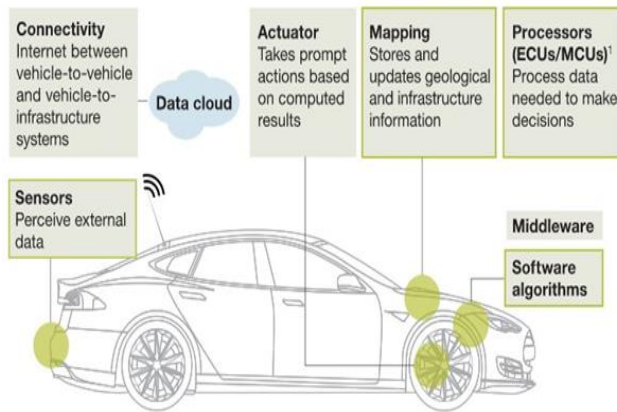 Connectivity
Internet between
vehicle-to-vehicle
and vehicle-to-
infrastructure
systems
Data cloud
Actuator
Takes prompt
actions based
on computed
results
Mapping
Stores and
updates geological
and infrastructure
information
Processors
(ECUs/MCUs)¹
Process data
needed to make
decisions
Sensors
Perceive external
data
Middleware
Software
algorithms